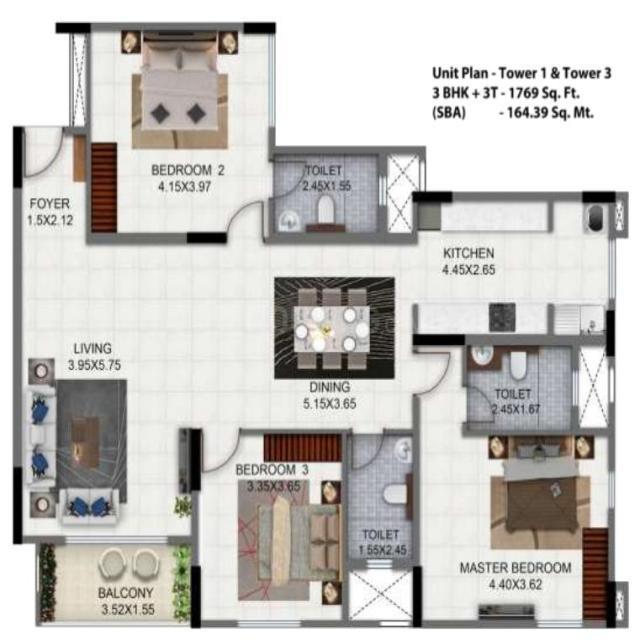 Unit Plan - Tower 1 & Tower 3
3 BHK + 3T - 1769 Sq. Ft.
(SBA) - 164.39 Sq. Mt.
BEDROOM 2
4.15X3.97
TOILET
2.45X1.55
FOYER
1.5X2.12
KITCHEN
4.45X2.65
LIVING
3.95X5.75
DINING
5.15X3.65
TOILET
2.45X1.67
BEDROOM 3
3.35X3.65
TOILET
1.55X2.45
MASTER BEDROOM
4.40X3.62
BALCONY
3.52X1.55